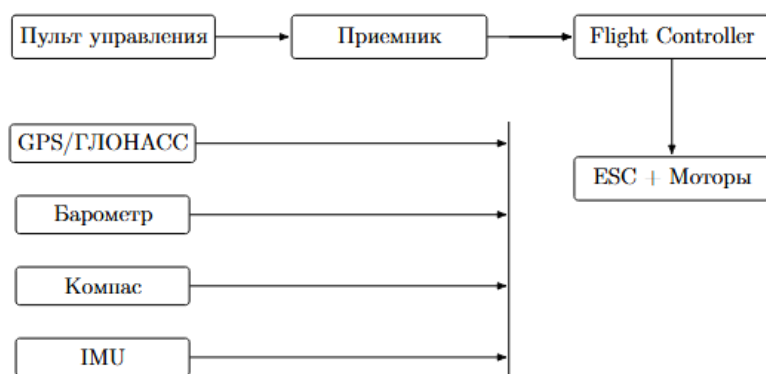 Пульт управления
Приемник
Flight Controller
GPS/ГЛОНАСС
ESC + Моторы
Барометр
Компас
IMU